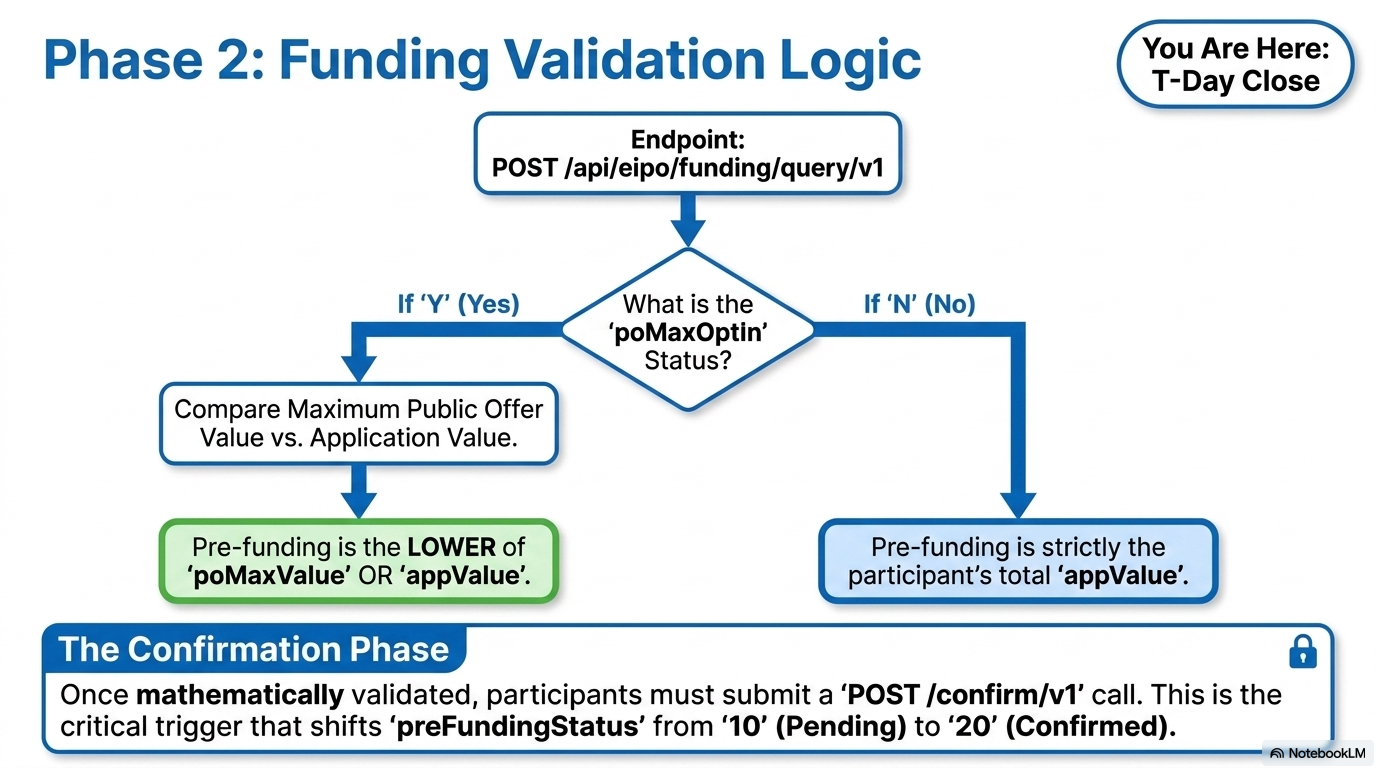 Phase 2: Funding Validation Logic
You Are Here:
T-Day Close
Endpoint:
POST /api/eipo/funding/query/v1
If ‘Y’ (Yes)
What is the
‘poMaxOptin’
Status?
If ‘N’ (No)
Compare Maximum Public Offer
Value vs. Application Value.
Pre-funding is the LOWER of
‘poMaxValue’ OR ‘appValue’.
Pre-funding is strictly the
participant’s total ‘appValue’.
The Confirmation Phase
Once mathematically validated, participants must submit a ‘POST /confirm/v1’ call. This is the
critical trigger that shifts ‘preFundingStatus’ from ‘10’ (Pending) to ‘20’ (Confirmed).
NotebookLM